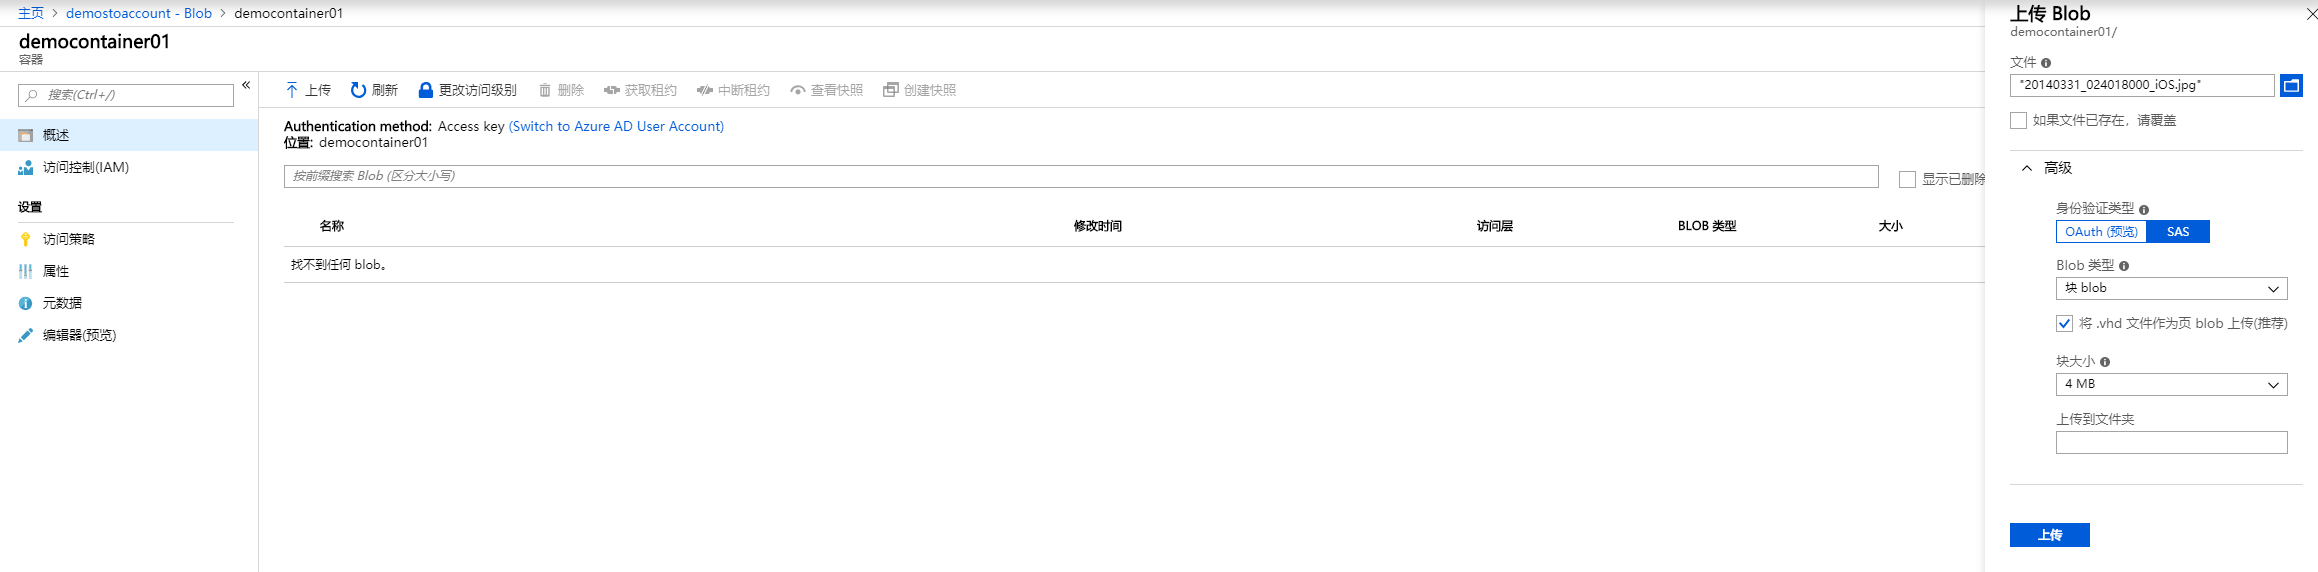 主页 > demostoaccount - Blob > democontainer01
democontainer01
容器
搜索(Ctrl+/)
«
概述
访问控制(IAM)
设置
访问策略
属性
元数据
编辑器(预览)
上传 刷新 更改访问级别 删除 获取租约 中断租约 查看快照 创建快照
Authentication method: Access key (Switch to Azure AD User Account)
位置: democontainer01
按前缀搜索 Blob (区分大小写)
显示已删除
名称 修改时间 访问层 BLOB 类型 大小
找不到任何 blob。
上传 Blob
democontainer01/
文件
"20140331_024018000_iOS.jpg"
如果文件已存在，请覆盖
高级
身份验证类型
OAuth (预览) SAS
Blob 类型
块 blob
将 .vhd 文件作为页 blob 上传(推荐)
块大小
4 MB
上传到文件夹
上传